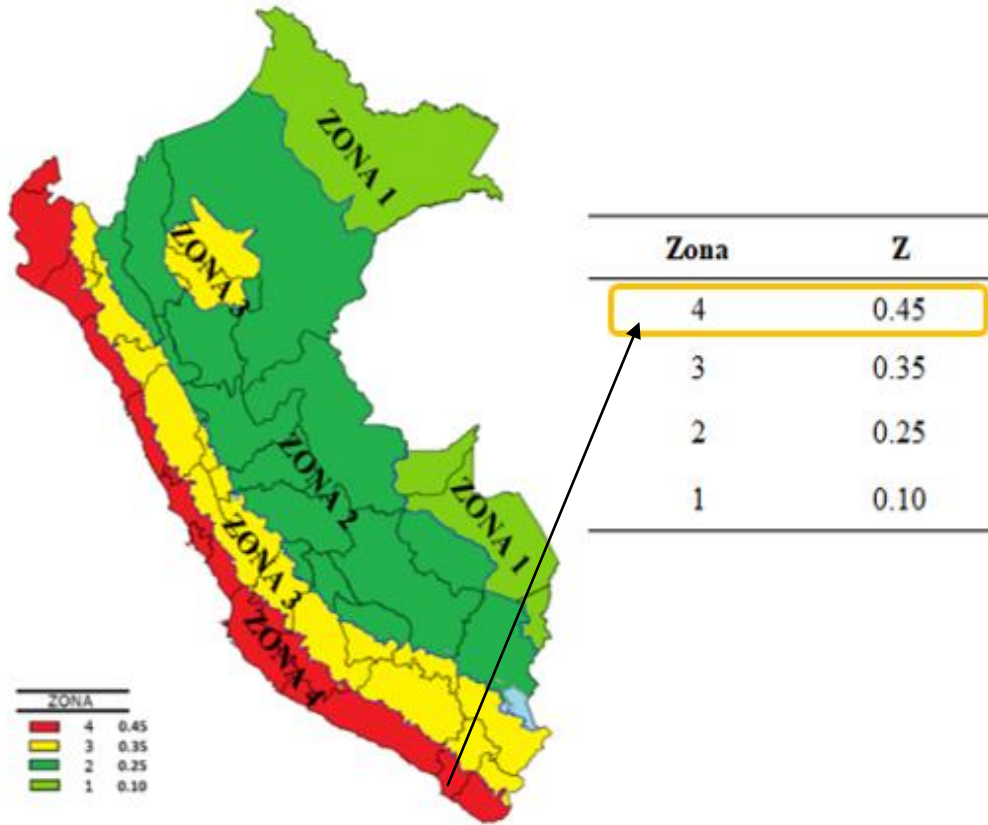 ZONA 1
ZONA 3
ZONA 2
ZONA 1
ZONA 3
ZONA 4
Zona Z
4 0.45
3 0.35
2 0.25
1 0.10
ZONA
4 0.45
3 0.35
2 0.25
1 0.10